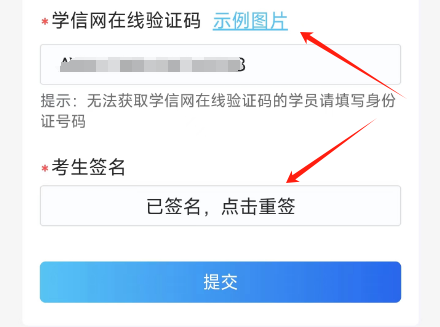 *学信网在线验证码 示例图片
提示：无法获取学信网在线验证码的学员请填写身份
证号码
*考生签名
已签名，点击重签
提交